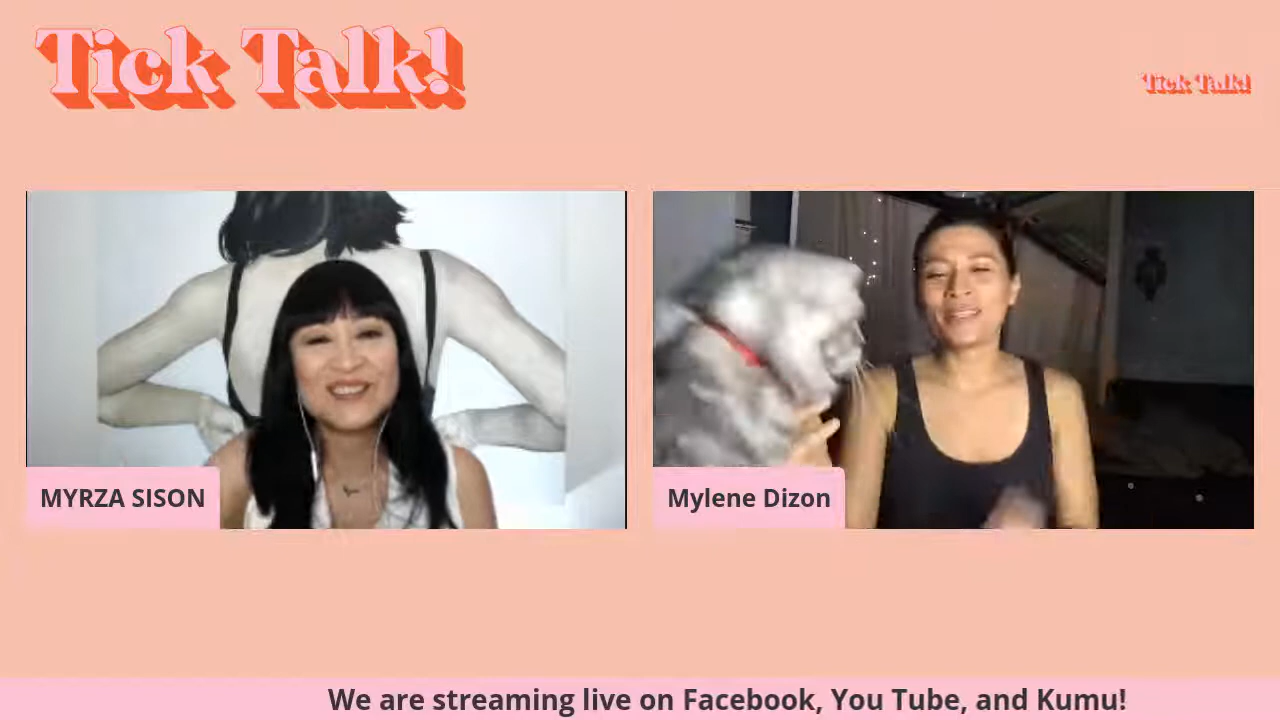 Tick Talk!
Tick Talk!
MYRZA SISON
Mylene Dizon
We are streaming live on Facebook, You Tube, and Kumu!